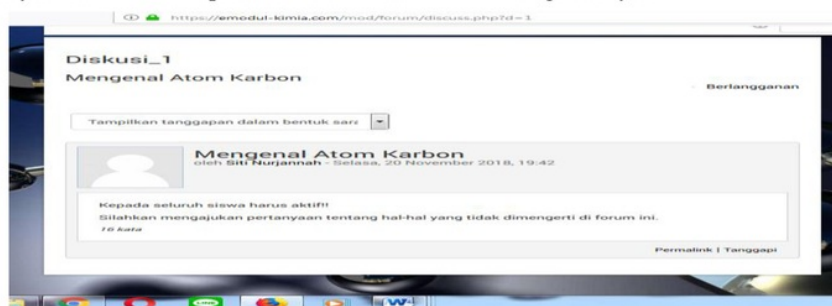 https://emodul-kimia.com/mod/forum/discuss.php?d=1
Diskusi_1
Mengenal Atom Karbon
Berlangganan
Tampilkan tanggapan dalam bentuk sara
Mengenal Atom Karbon
oleh Siti Nurjannah - Selasa, 20 November 2018, 19:42
Kepada seluruh siswa harus aktif!!
Silahkan mengajukan pertanyaan tentang hal-hal yang tidak dimengerti di forum ini.
16 kata
Permalink | Tanggapi
LINE
W